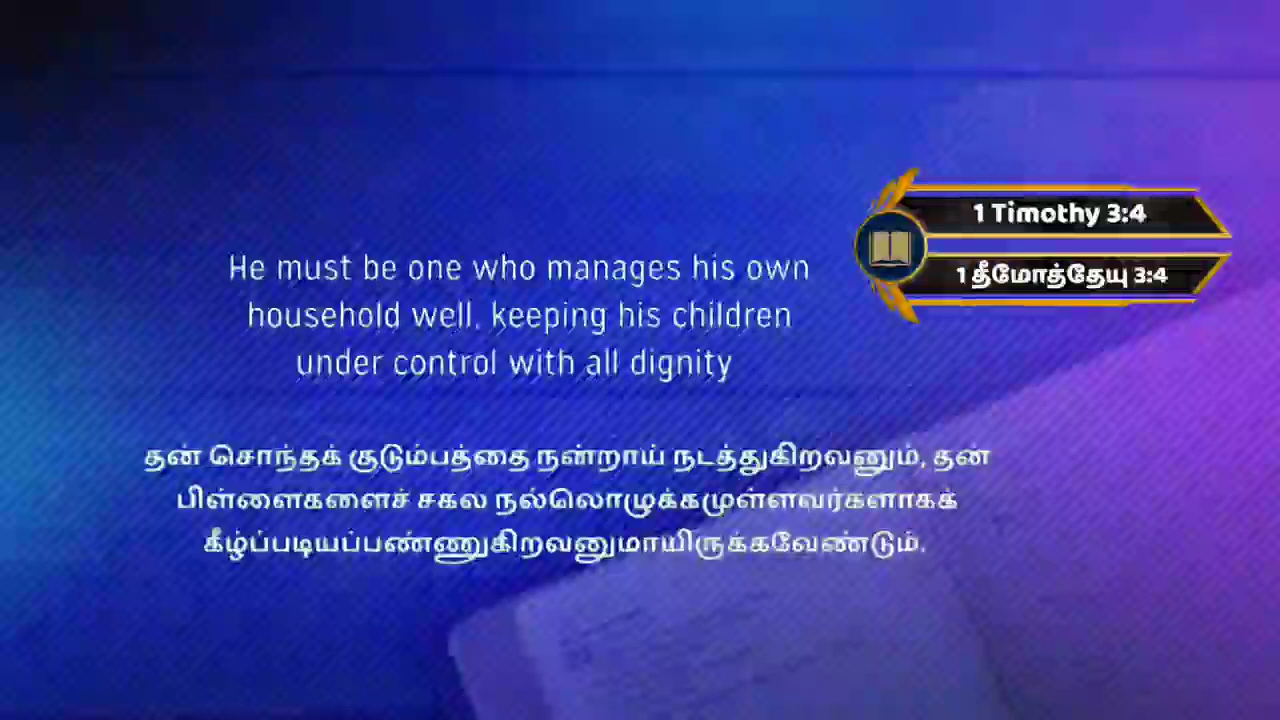 1 Timothy 3:4
1 தீமோத்தேயு 3:4
He must be one who manages his own
household well, keeping his children
under control with all dignity
தன் சொந்தக் குடும்பத்தை நன்றாய் நடத்துகிறவனும், தன்
பிள்ளைகளைச் சகல நல்லொழுக்கமுள்ளவர்களாகக்
கீழ்ப்படியப்பண்ணுகிறவனுமாயிருக்கவேண்டும்.